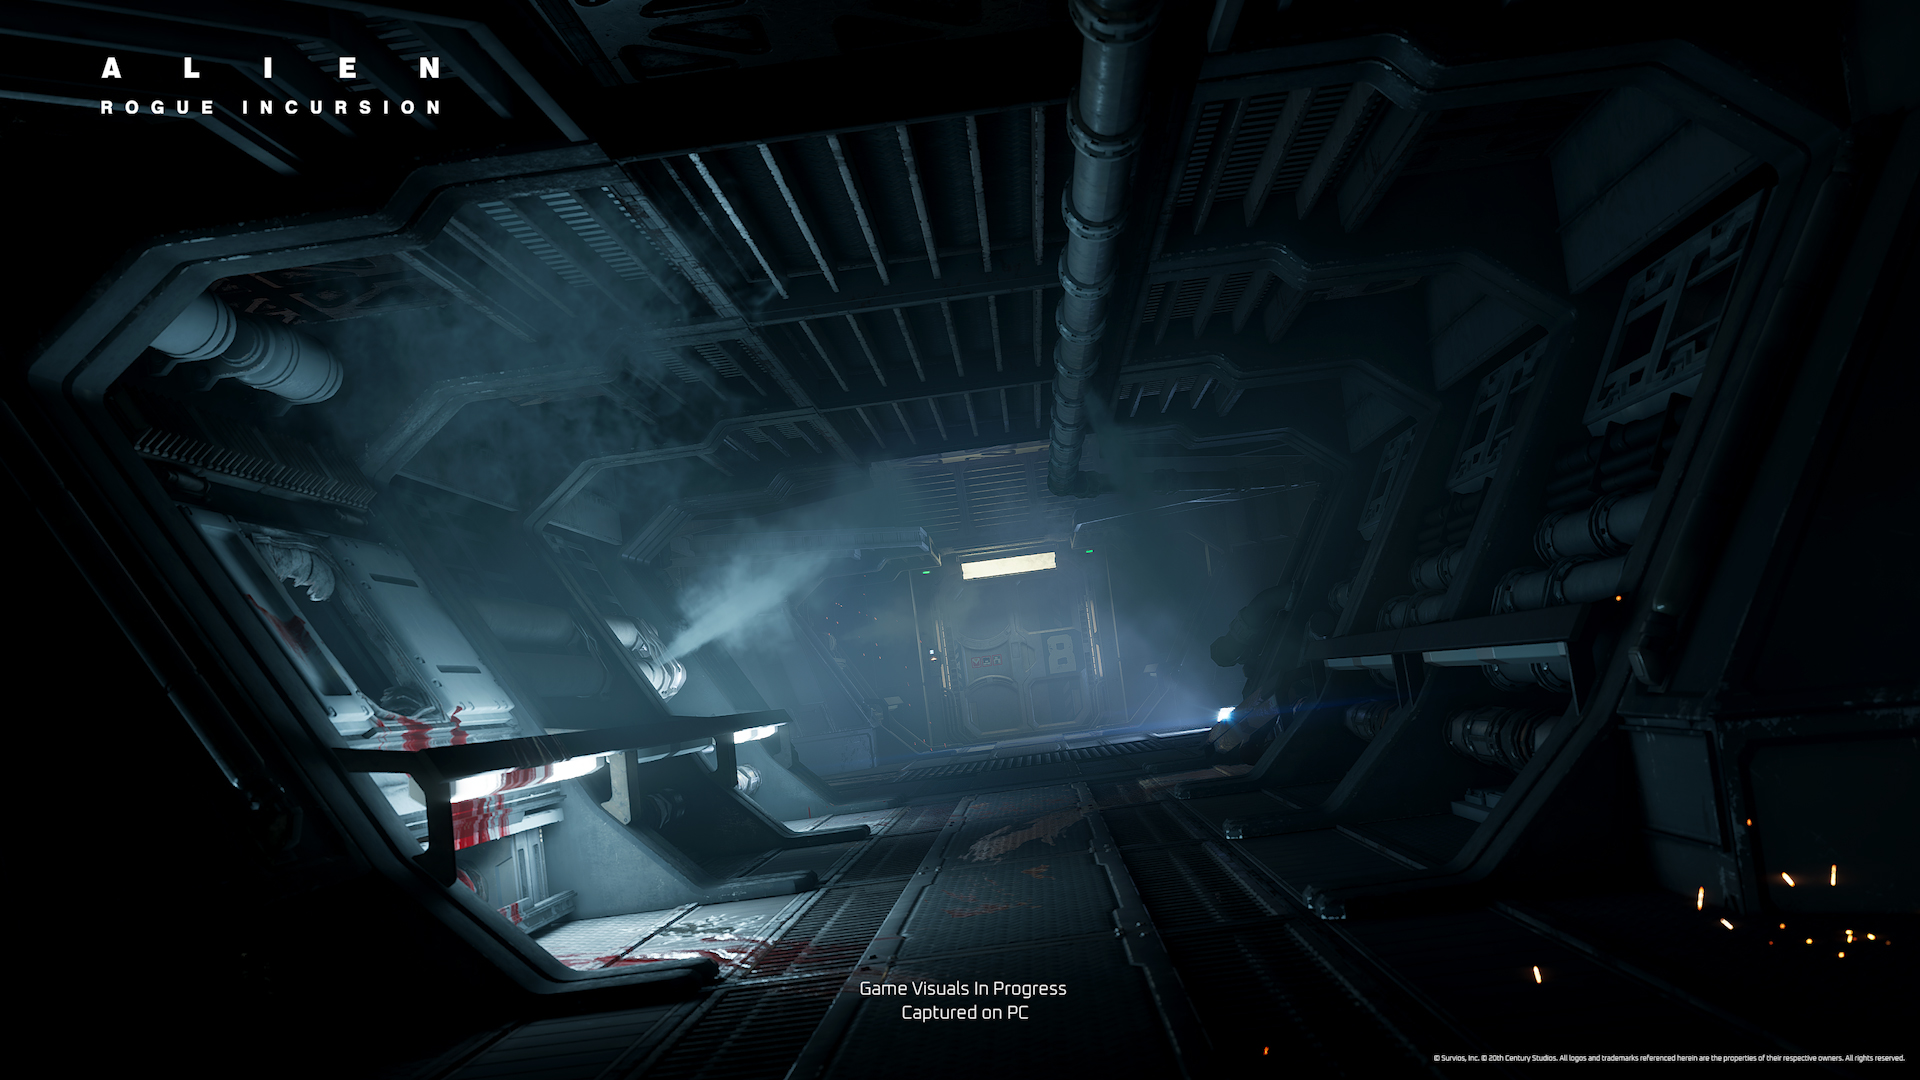 ALIEN
ROGUE INCURSION
8
Game Visuals In Progress
Captured on PC
© Survios, Inc. © 20th Century Studios. All logos and trademarks referenced herein are the properties of their respective owners. All rights reserved.